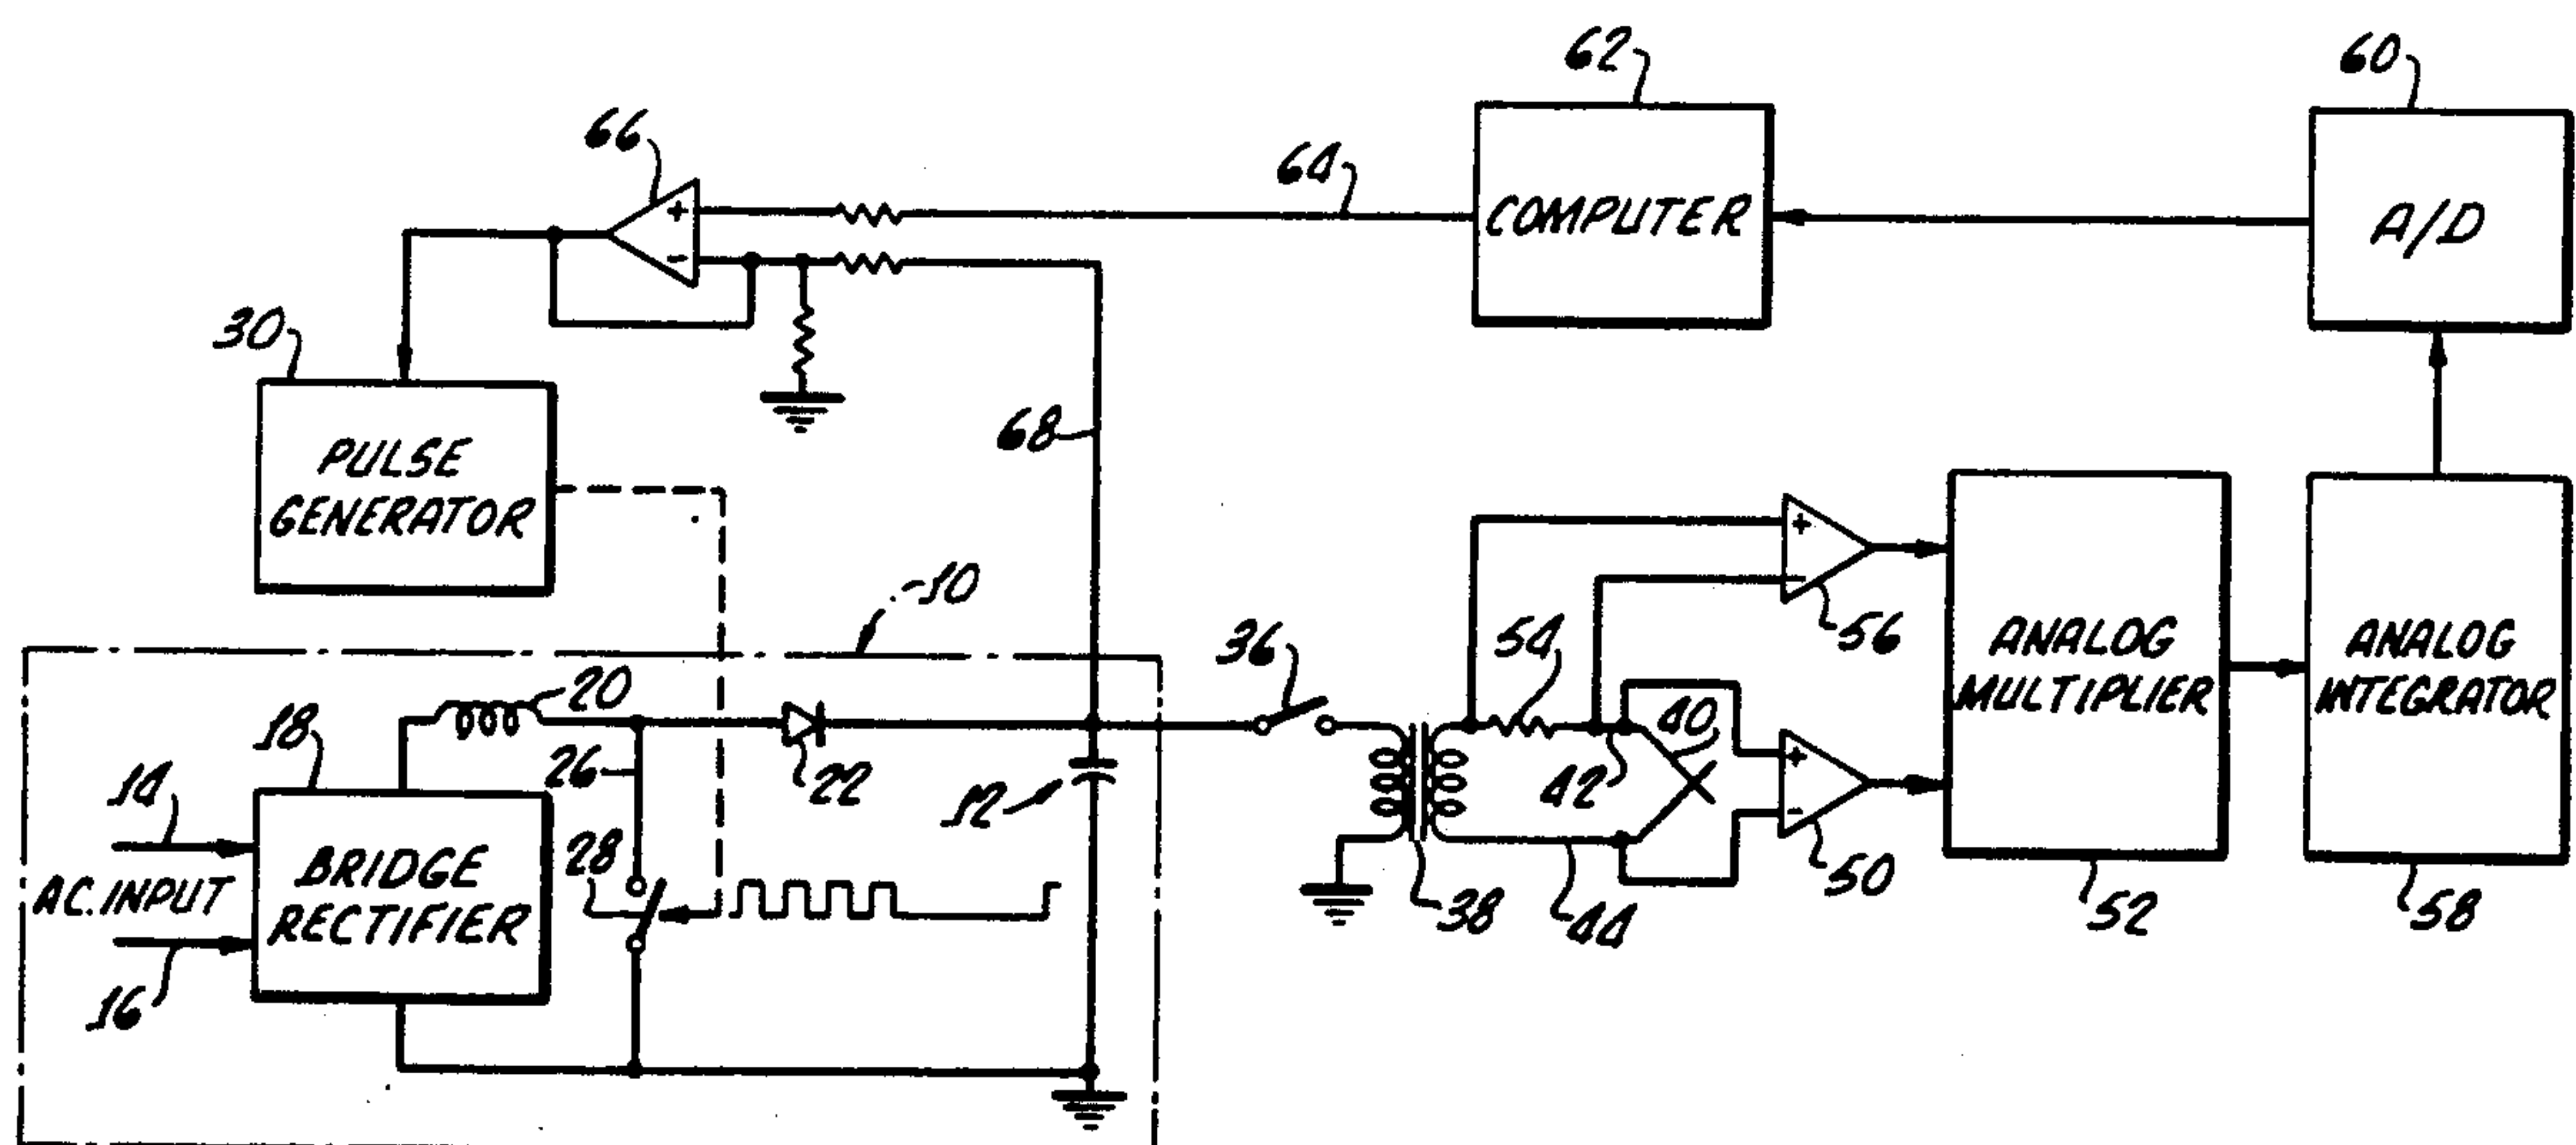 62
60
66
64
COMPUTER
A/D
+
-
30
68
PULSE
GENERATOR
10
36
54
+
-
56
ANALOG
MULTIPLIER
ANALOG
INTEGRATOR
20
18
26
22
12
42
40
+
-
50
14
A.C. INPUT
16
BRIDGE
RECTIFIER
28
38
44
52
58